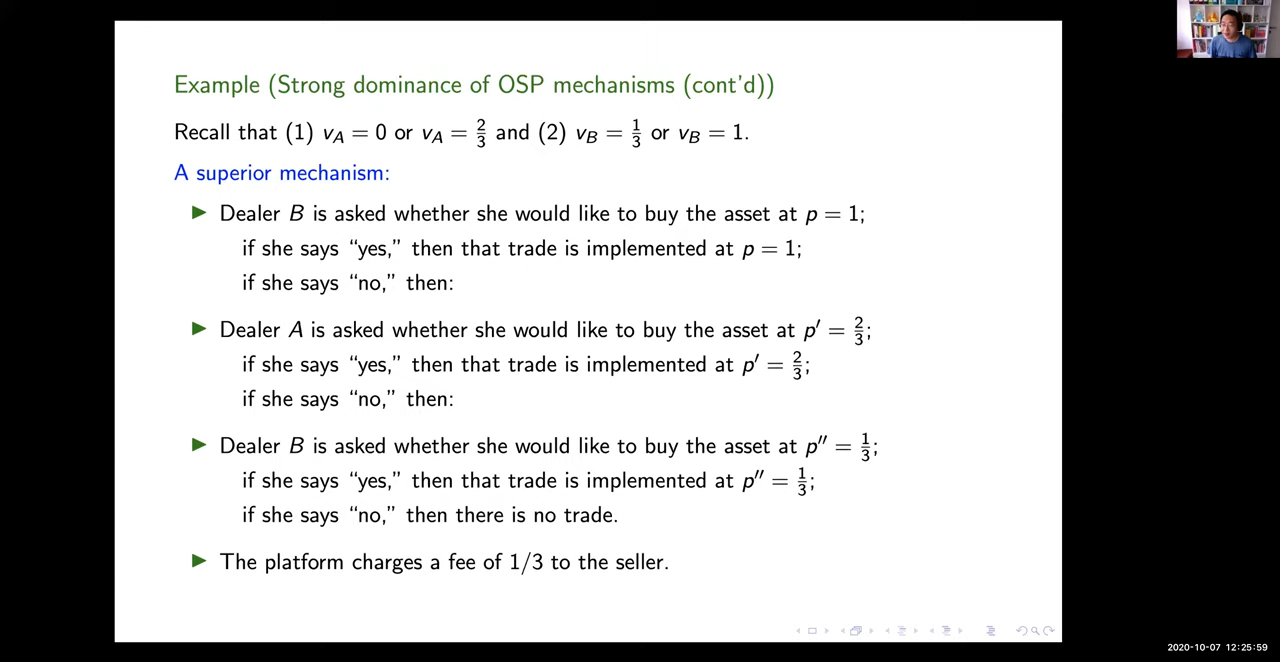 Example (Strong dominance of OSP mechanisms (cont'd))
Recall that (1) v_A = 0 or v_A = 2/3 and (2) v_B = 1/3 or v_B = 1.
A superior mechanism:
▶ Dealer B is asked whether she would like to buy the asset at p = 1;
if she says “yes,” then that trade is implemented at p = 1;
if she says “no,” then:
▶ Dealer A is asked whether she would like to buy the asset at p′ = 2/3;
if she says “yes,” then that trade is implemented at p′ = 2/3;
if she says “no,” then:
▶ Dealer B is asked whether she would like to buy the asset at p″ = 1/3;
if she says “yes,” then that trade is implemented at p″ = 1/3;
if she says “no,” then there is no trade.
▶ The platform charges a fee of 1/3 to the seller.
2020-10-07 12:25:59